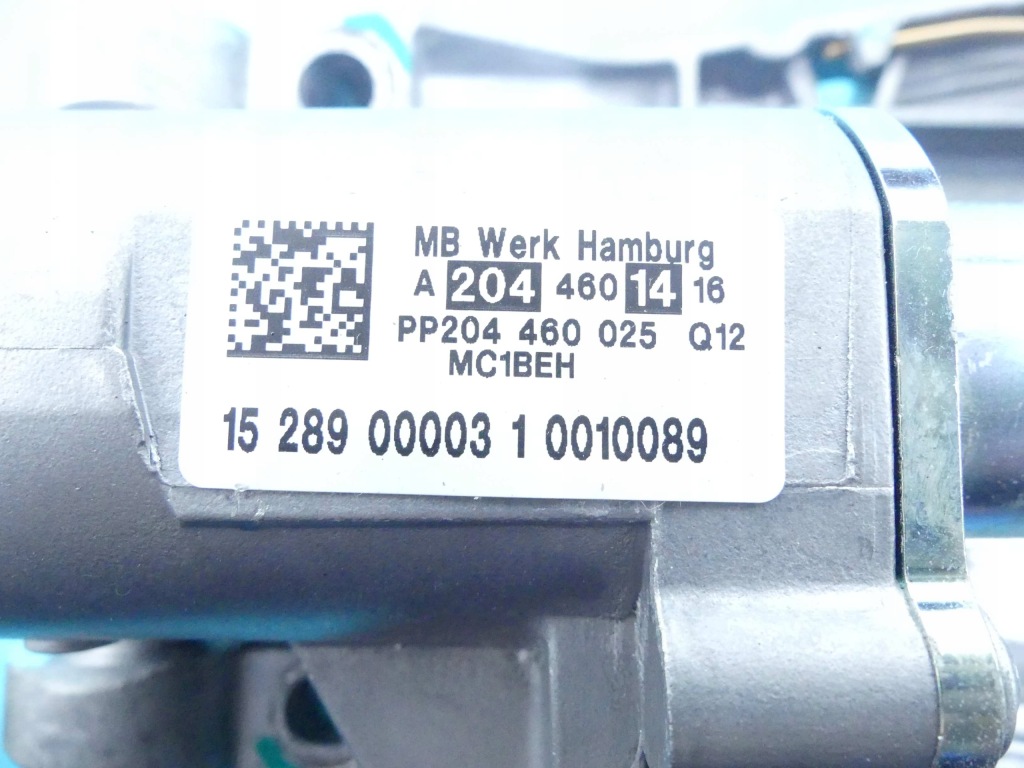 MB Werk Hamburg
A 204 460 14 16
PP204 460 025 Q12
MC1BEH
15 289 00003 1 0010089